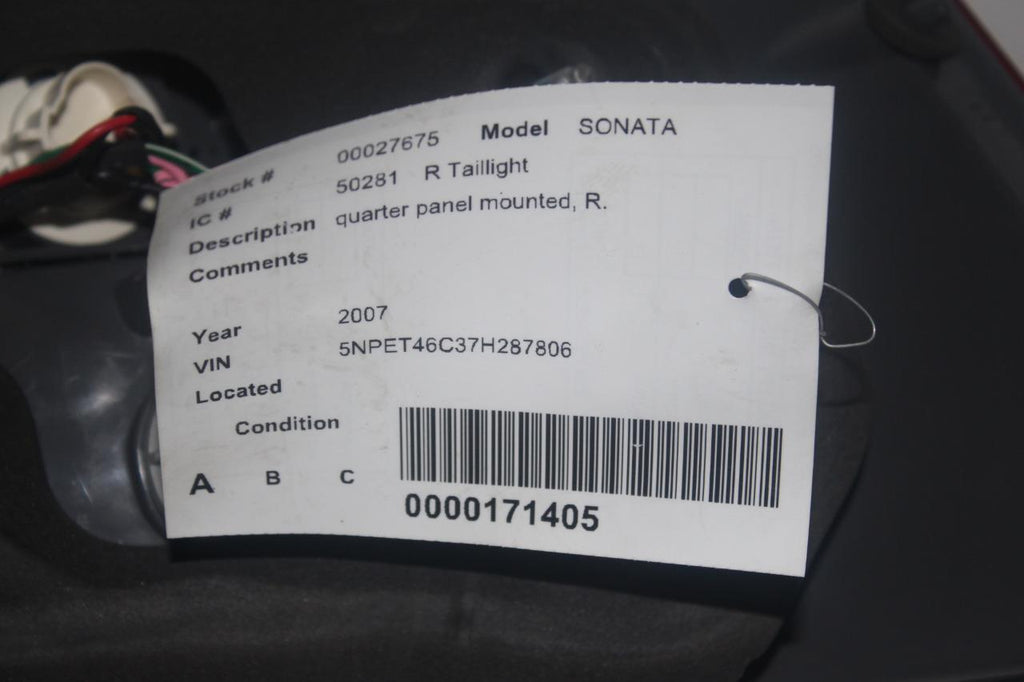 Stock # 00027675 Model SONATA
IC # 50281 R Taillight
Description quarter panel mounted, R.
Comments
Year 2007
VIN 5NPET46C37H287806
Located
Condition
A B C
0000171405